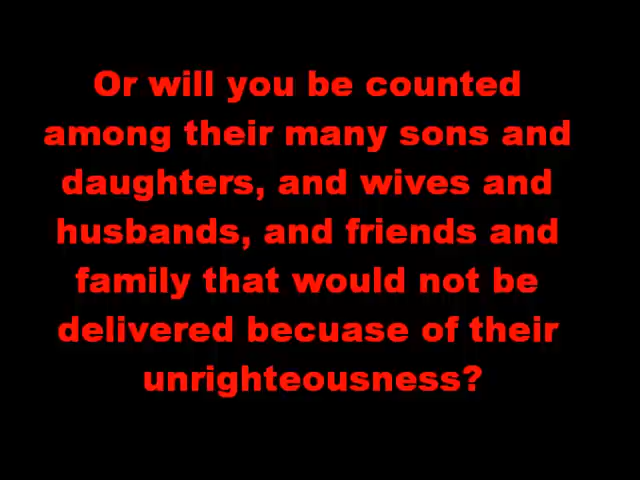 Or will you be counted
among their many sons and
daughters, and wives and
husbands, and friends and
family that would not be
delivered becuase of their
unrighteousness?